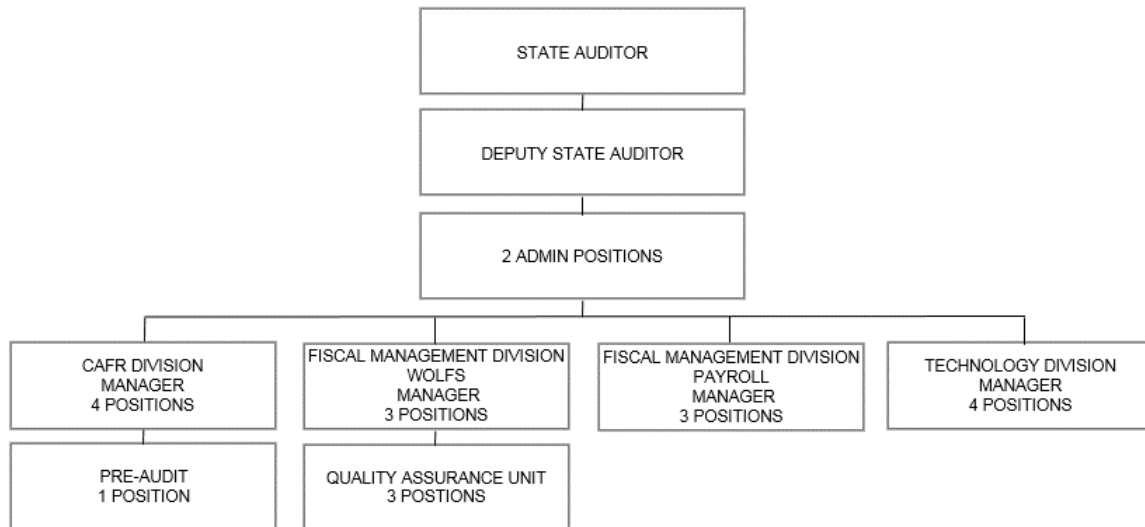 STATE AUDITOR
DEPUTY STATE AUDITOR
2 ADMIN POSITIONS
CAFR DIVISION
MANAGER
4 POSITIONS
FISCAL MANAGEMENT DIVISION
WOLFS
MANAGER
3 POSITIONS
FISCAL MANAGEMENT DIVISION
PAYROLL
MANAGER
3 POSITIONS
TECHNOLOGY DIVISION
MANAGER
4 POSITIONS
PRE-AUDIT
1 POSITION
QUALITY ASSURANCE UNIT
3 POSTIONS